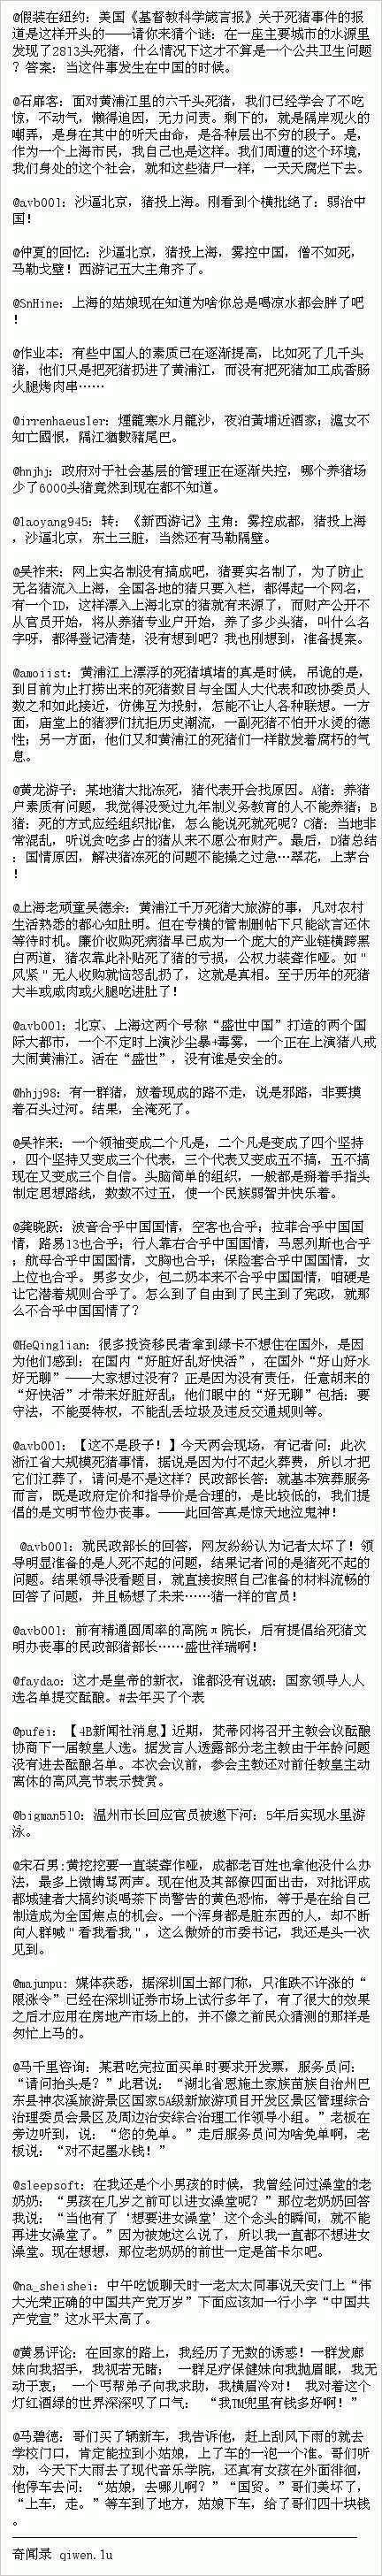 @假装在纽约：美国《基督教科学箴言报》关于死猪事件的报
道是这样开头的——请你来猜个谜：在一座主要城市的水源里
发现了2813头死猪，什么情况下这才不算是一个公共卫生问题
？答案：当这件事发生在中国的时候。
@石扉客：面对黄浦江里的六千头死猪，我们已经学会了不吃
惊，不动气，懒得追因，无力问责。剩下的，就是隔岸观火的
嘲弄，是身在其中的听天由命，是各种层出不穷的段子。是，
作为一个上海市民，我自己也是这样。我们周遭的这个环境，
我们身处的这个社会，就和这些猪尸一样，一天天腐烂下去。
@avb001：沙逼北京，猪投上海。刚看到个横批绝了：弱治中
国！
@仲夏的回忆：沙逼北京，猪投上海，雾控中国，僧不如死，
马勒戈壁！西游记五大主角齐了。
@SnHine：上海的姑娘现在知道为啥你总是喝凉水都会胖了吧
！
@作业本：有些中国人的素质已在逐渐提高，比如死了几千头
猪，他们只是把死猪扔进了黄浦江，而没有把死猪加工成香肠
火腿烤肉串……
@irrenhaeusler：煙籠寒水月籠沙，夜泊黃埔近酒家；滬女不
知亡國恨，隔江猶數豬尾巴。
@hnjhj：政府对于社会基层的管理正在逐渐失控，哪个养猪场
少了6000头猪竟然到现在都不知道。
@laoyang945：转：《新西游记》主角：雾控成都，猪投上海
，沙逼北京，东土三脏，当然还有马勒隔壁。
@吴祚来：网上实名制没有搞成吧，猪要实名制了，为了防止
无名猪流入上海，全国各地的猪只要入栏，都得起一个网名，
有一个ID，这样漂入上海北京的猪就有来源了，而财产公开不
从官员开始，将从养猪专业户开始，养了多少头猪，叫什么名
字呀，都得登记清楚，没有想到吧？我也刚想到，准备提案。
@amoiist：黄浦江上漂浮的死猪填堵的真是时候，吊诡的是，
到目前为止打捞出来的死猪数目与全国人大代表和政协委员人
数之和如此接近，仿佛互为投射，怎能不让人各种联想。一方
面，庙堂上的猪猡们抗拒历史潮流，一副死猪不怕开水烫的德
性；另一方面，他们又和黄浦江的死猪们一样散发着腐朽的气
息。
@黄龙游子：某地猪大批冻死，猪代表开会找原因。A猪：养猪
户素质有问题，我觉得没受过九年制义务教育的人不能养猪；B
猪：死的方式应经组织批准，怎么能说死就死呢？C猪：当地非
常混乱，听说贪吃多占的猪从来不愿公布财产。最后，D猪总结
：国情原因，解决猪冻死的问题不能操之过急…翠花，上茅台
！
@上海老顽童吴德余：黄浦江千万死猪大旅游的事，凡对农村
生活熟悉的都心知肚明。但在专横的管制删帖下只能欲言还休
等待时机。廉价收购死病猪早已成为一个庞大的产业链横跨黑
白两道，猪农靠此补贴死了猪的亏损，公权力装聋作哑。如＂
风紧＂无人收购就恼怒乱扔了，这就是真相。至于历年的死猪
大半或咸肉或火腿吃进肚了！
@avb001：北京、上海这两个号称“盛世中国”打造的两个国
际大都市，一个不定时上演沙尘暴+毒雾，一个正在上演猪八戒
大闹黄浦江。活在“盛世”，没有谁是安全的。
@hhjj98：有一群猪，放着现成的路不走，说是邪路，非要摸
着石头过河。结果，全淹死了。
@吴祚来：一个领袖变成二个凡是，二个凡是变成了四个坚持
，四个坚持又变成三个代表，三个代表又变成五不搞，五不搞
现在又变成三个自信。头脑简单的组织，一般都是掰着手指头
制定思想路线，数数不过五，使一个民族弱智并快乐着。
@龚晓跃：波音合乎中国国情，空客也合乎；拉菲合乎中国国
情，路易13也合乎；行人靠右合乎中国国情，马恩列斯也合乎
；航母合乎中国国情，文胸也合乎；保险套合乎中国国情，女
上位也合乎。男多女少，包二奶本来不合乎中国国情，咱硬是
让它潜着规则合乎了。怎么到了自由到了民主到了宪政，就那
么不合乎中国国情了？
@HeQinglian：很多投资移民者拿到绿卡不想住在国外，是因
为他们感到：在国内“好脏好乱好快活”，在国外“好山好水
好无聊”——大家想过没有？正是因为没有责任，任意胡来的
“好快活”才带来好脏好乱；他们眼中的“好无聊”包括：要
守法，不能耍特权，不能乱丢垃圾及违反交通规则等。
@avb001：【这不是段子！】今天两会现场，有记者问：此次
浙江省大规模死猪事情，据说是因为付不起火葬费，所以才把
它们江葬了，请问是不是这样？民政部长答：就基本殡葬服务
而言，既是政府定价和指导价是合理的，是比较低的，我们提
倡的是文明节俭办丧事。——此回答真是惊天地泣鬼神！
@avb001：就民政部长的回答，网友纷纷认为记者太坏了！领
导明显准备的是人死不起的问题，结果记者问的是猪死不起的
问题。结果领导没看题目，就直接按照自己准备的材料流畅的
回答了问题，并且畅想了未来……猪一样的官员！
@avb001：前有精通圆周率的高院π院长，后有提倡给死猪文
明办丧事的民政部猪部长……盛世祥瑞啊！
@faydao：这才是皇帝的新衣，谁都没有说破：国家领导人人
选名单提交酝酿。#去年买了个表
@pufei：【4B新闻社消息】近期，梵蒂冈将召开主教会议酝酿
协商下一届教皇人选。据发言人透露部分老主教由于年龄问题
没有进去酝酿名单。本次会议前，参会主教还对前任教皇主动
离休的高风亮节表示赞赏。
@bigman510：温州市长回应官员被邀下河：5年后实现水里游
泳。
@宋石男:黄挖挖要一直装聋作哑，成都老百姓也拿他没什么办
法，最多上微博骂两声。现在他及其部僚四面出击，对批评成
都城建者大搞约谈喝茶下岗警告的黄色恐怖，等于是在给自己
制造成为全国焦点的机会。一个浑身都是脏东西的人，却不断
向人群喊＂看我看我＂，这么傲娇的市委书记，我还是头一次
见到。
@majunpu：媒体获悉，据深圳国土部门称，只准跌不许涨的“
限涨令”已经在深圳证券市场上试行多年了，有了很大的效果
之后才应用在房地产市场上的，并不像之前民众猜测的那样是
匆忙上马的。
@马千里咨询：某君吃完拉面买单时要求开发票，服务员问：
“请问抬头是？”此君说：“湖北省恩施土家族苗族自治州巴
东县神农溪旅游景区国家5A级新旅游项目开发区景区管理综合
治理委员会景区及周边治安综合治理工作领导小组。”老板在
旁边听到，说：“您的免单。”走后服务员问为啥免单啊，老
板说：“对不起墨水钱！”
@sleepsoft：在我还是个小男孩的时候，我曾经问过澡堂的老
奶奶：“男孩在几岁之前可以进女澡堂呢？”那位老奶奶回答
我说：“当他有了‘想要进女澡堂’这个念头的瞬间，就不能
再进女澡堂了。”因为被她这么说了，所以我一直都不想进女
澡堂。现在想想，那位老奶奶的前世一定是笛卡尔吧。
@na_sheishei：中午吃饭聊天时一老太太同事说天安门上“伟
大光荣正确的中国共产党万岁”下面应该加一行小字“中国共
产党宣”这水平太高了。
@黄易评论：在回家的路上，我经历了无数的诱惑！一群发廊
妹向我招手，我视若无睹； 一群足疗保健妹向我抛眉眼，我无
动于衷； 一个丐帮弟子向我求助，我横眉冷对！ 我对着这个
灯红酒绿的世界深深叹了口气： “我TM兜里有钱多好啊！”
@马碧德：哥们买了辆新车，我告诉他，赶上刮风下雨的就去
学校门口，肯定能拉到小姑娘，上了车的一泡一个准。哥们听
劝，今天下大雨去了现代音乐学院，还真有女孩在外面徘徊，
他停车去问：“姑娘，去哪儿啊？”“国贸。”哥们美坏了，
“上车，走。”等车到了地方，姑娘下车，给了哥们四十块钱
。
奇闻录 qiwen.lu